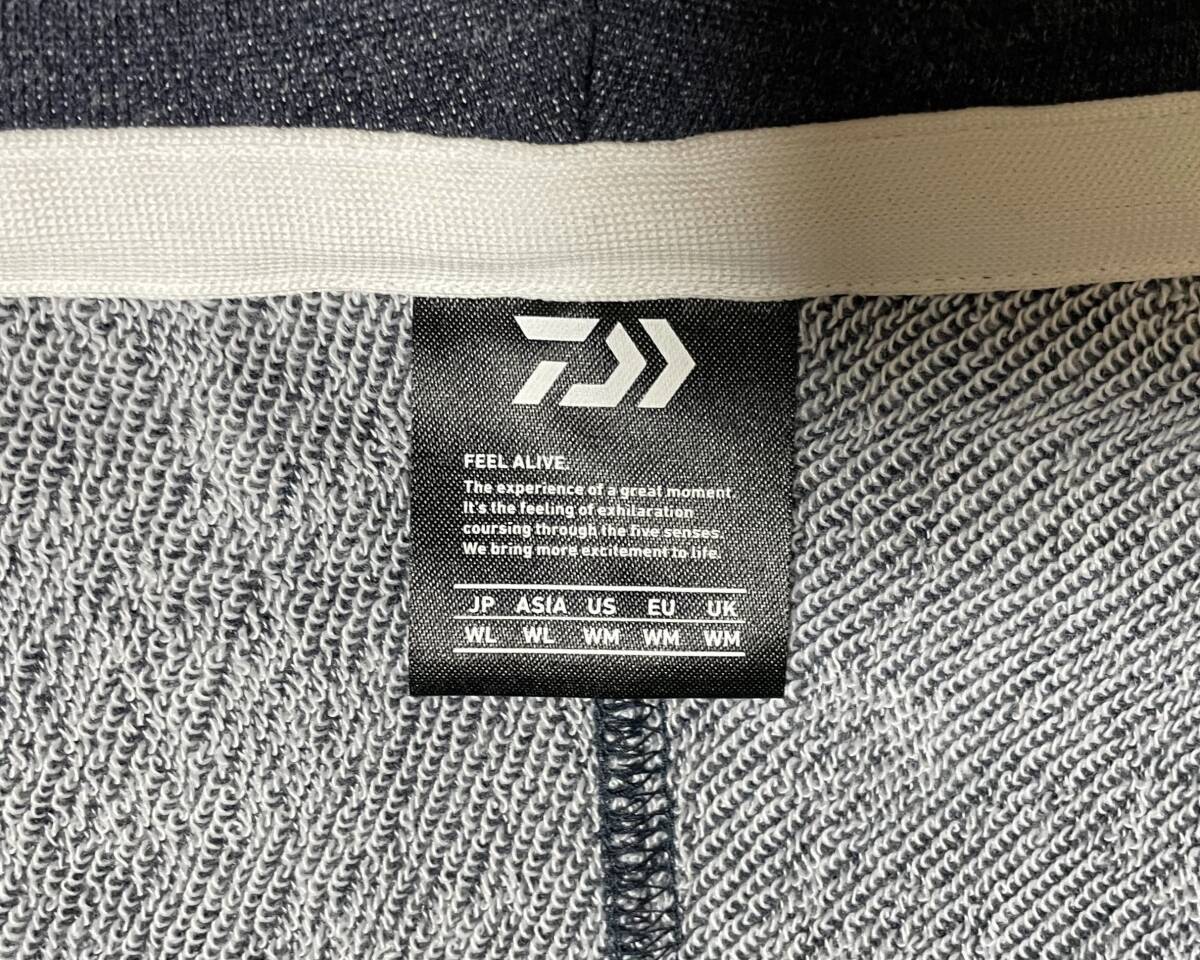 FEEL ALIVE.
The experience of a great moment.
It's the feeling of exhilaration
coursing through the five senses.
We bring more excitement to life.
JP ASIA US EU UK
WL WL WM WM WM